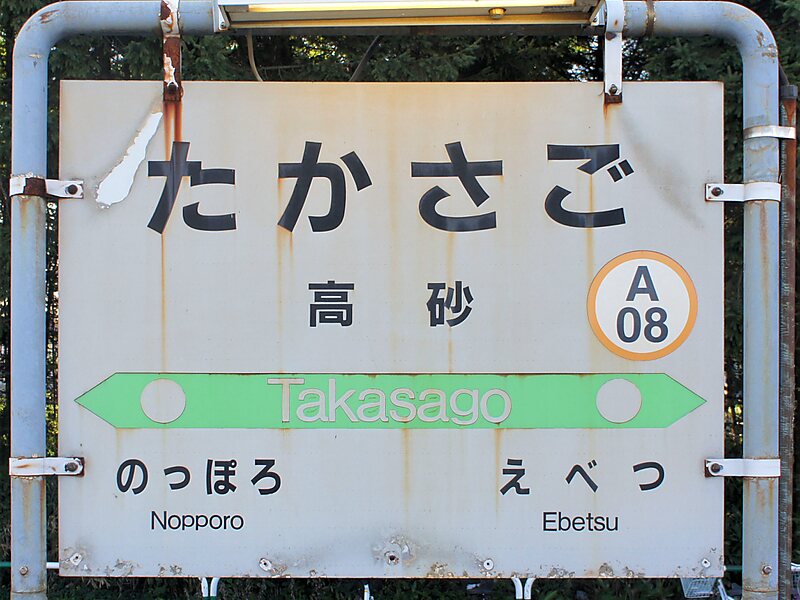 たかさご
高砂
A
08
Takasago
のっぽろ えべつ
Nopporo Ebetsu